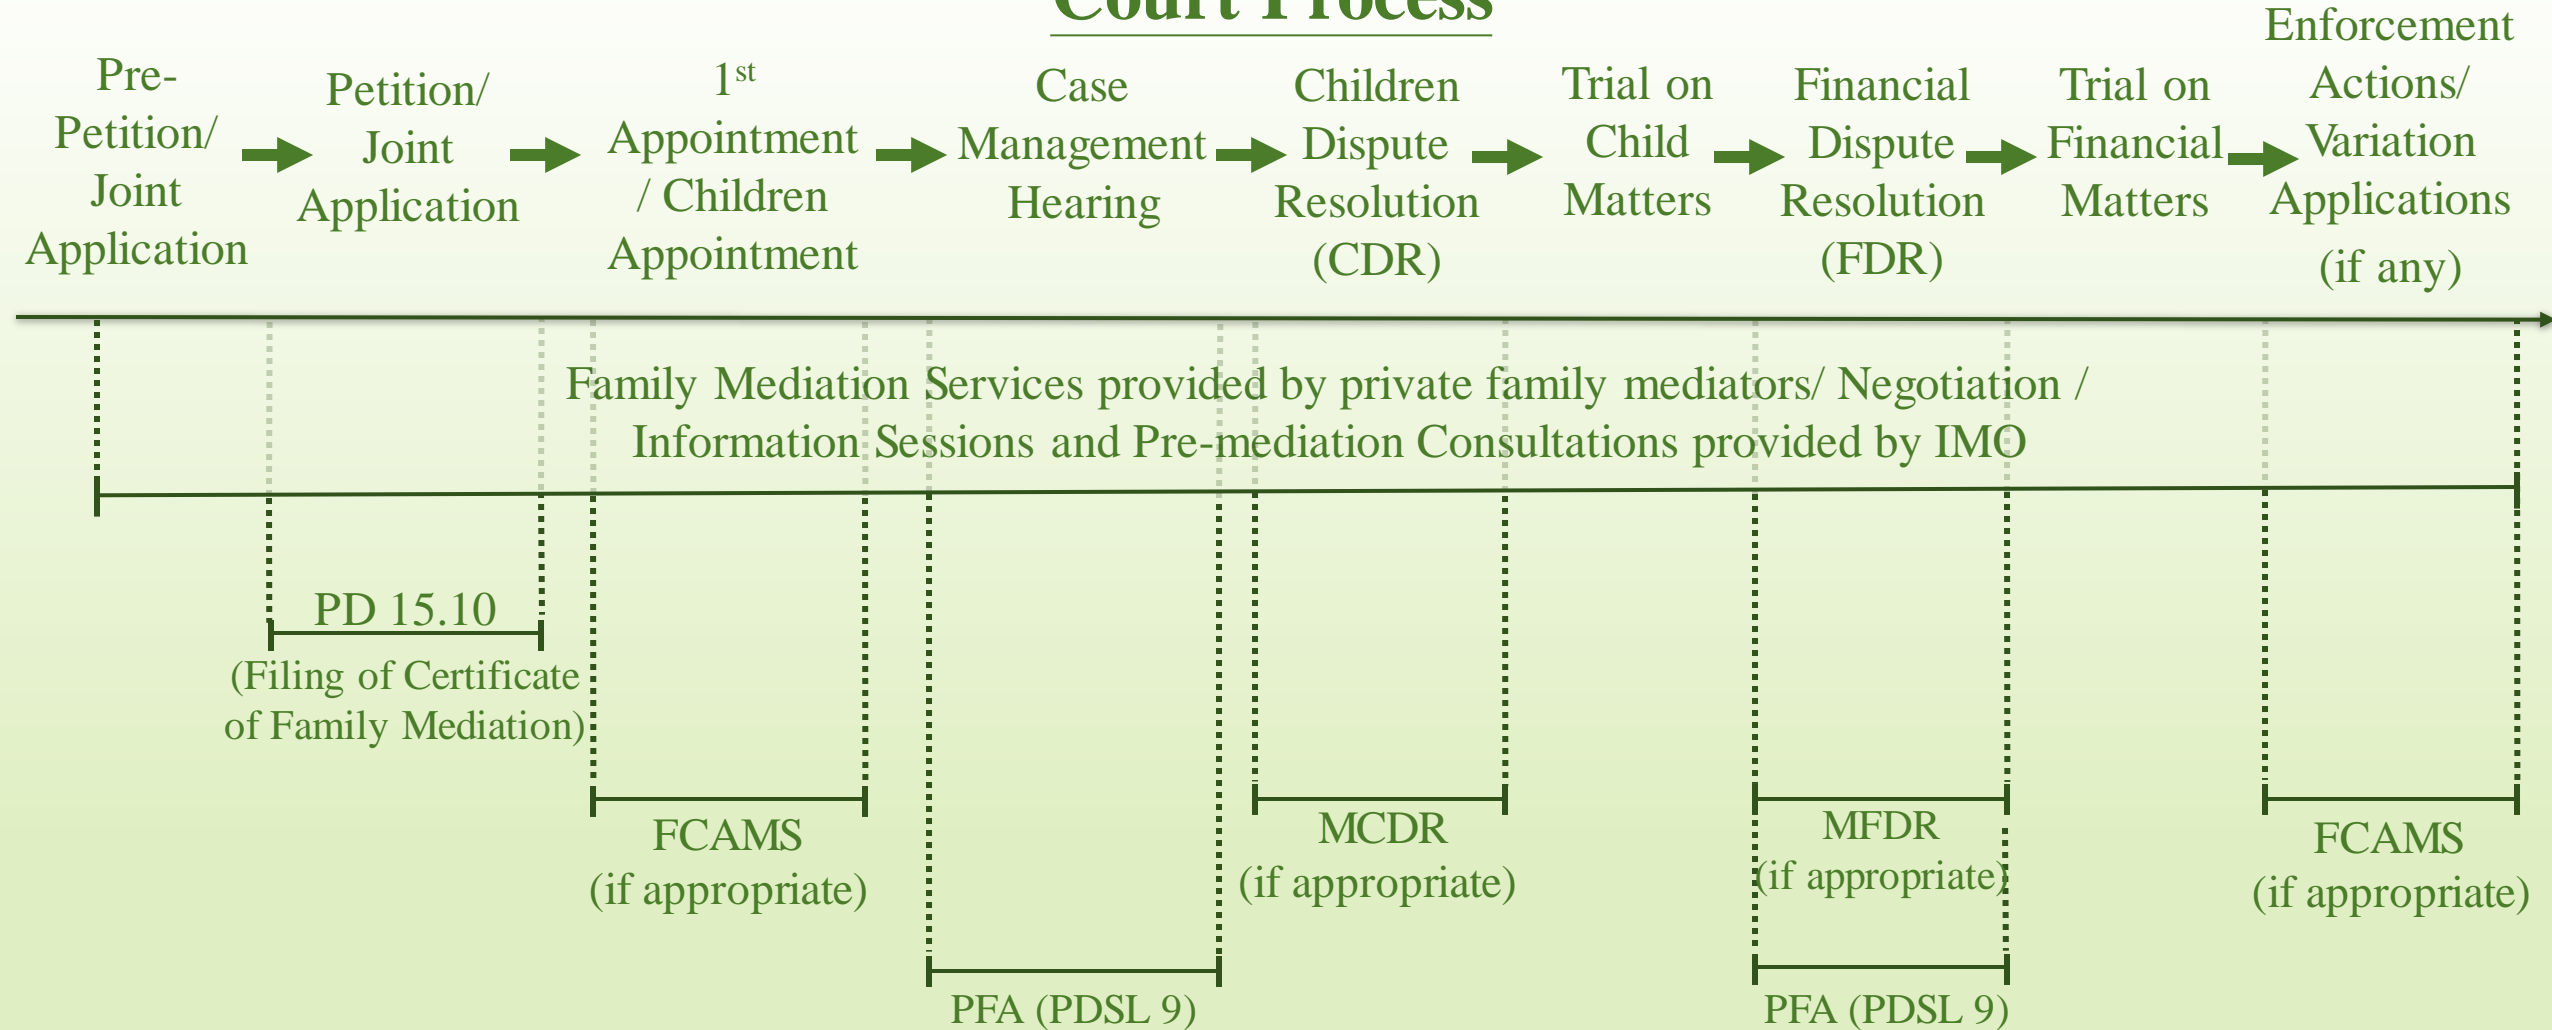 Court Process
Pre-
Petition/
Joint
Application
Petition/
Joint
Application
1st
Appointment
/ Children
Appointment
Case
Management
Hearing
Children
Dispute
Resolution
(CDR)
Trial on
Child
Matters
Financial
Dispute
Resolution
(FDR)
Trial on
Financial
Matters
Enforcement
Actions/
Variation
Applications
(if any)
Family Mediation Services provided by private family mediators/ Negotiation /
Information Sessions and Pre-mediation Consultations provided by IMO
PD 15.10
(Filing of Certificate
of Family Mediation)
FCAMS
(if appropriate)
PFA (PDSL 9)
MCDR
(if appropriate)
MFDR
(if appropriate)
PFA (PDSL 9)
FCAMS
(if appropriate)